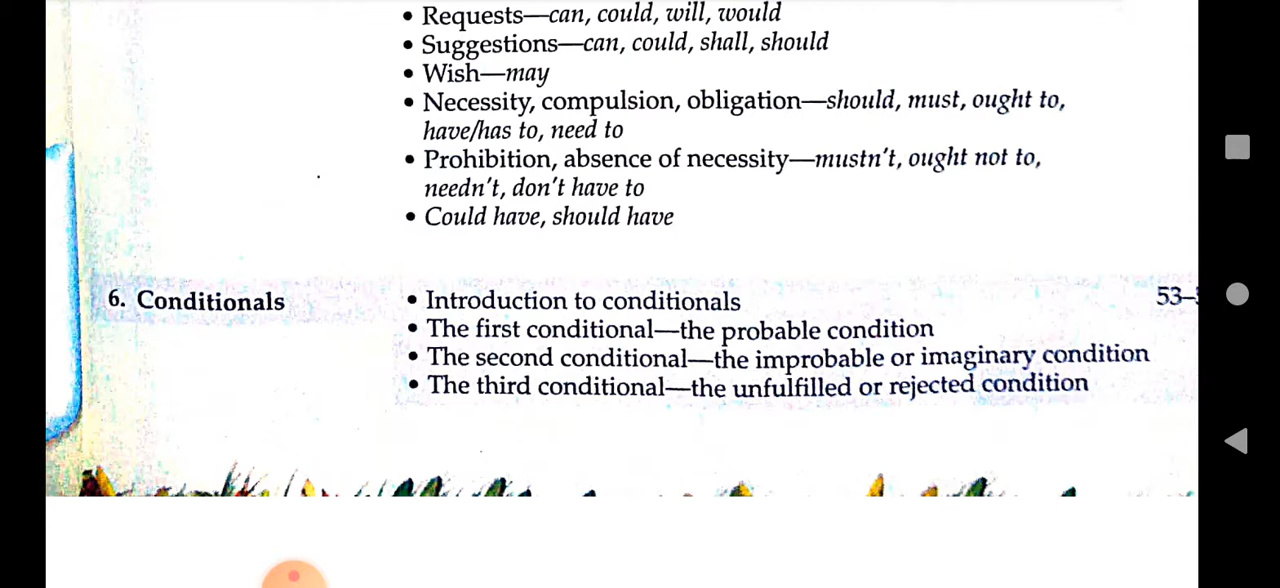 • Requests—can, could, will, would
• Suggestions—can, could, shall, should
• Wish—may
• Necessity, compulsion, obligation—should, must, ought to,
have/has to, need to
• Prohibition, absence of necessity—mustn't, ought not to,
needn't, don't have to
• Could have, should have
6. Conditionals • Introduction to conditionals 53–
• The first conditional—the probable condition
• The second conditional—the improbable or imaginary condition
• The third conditional—the unfulfilled or rejected condition